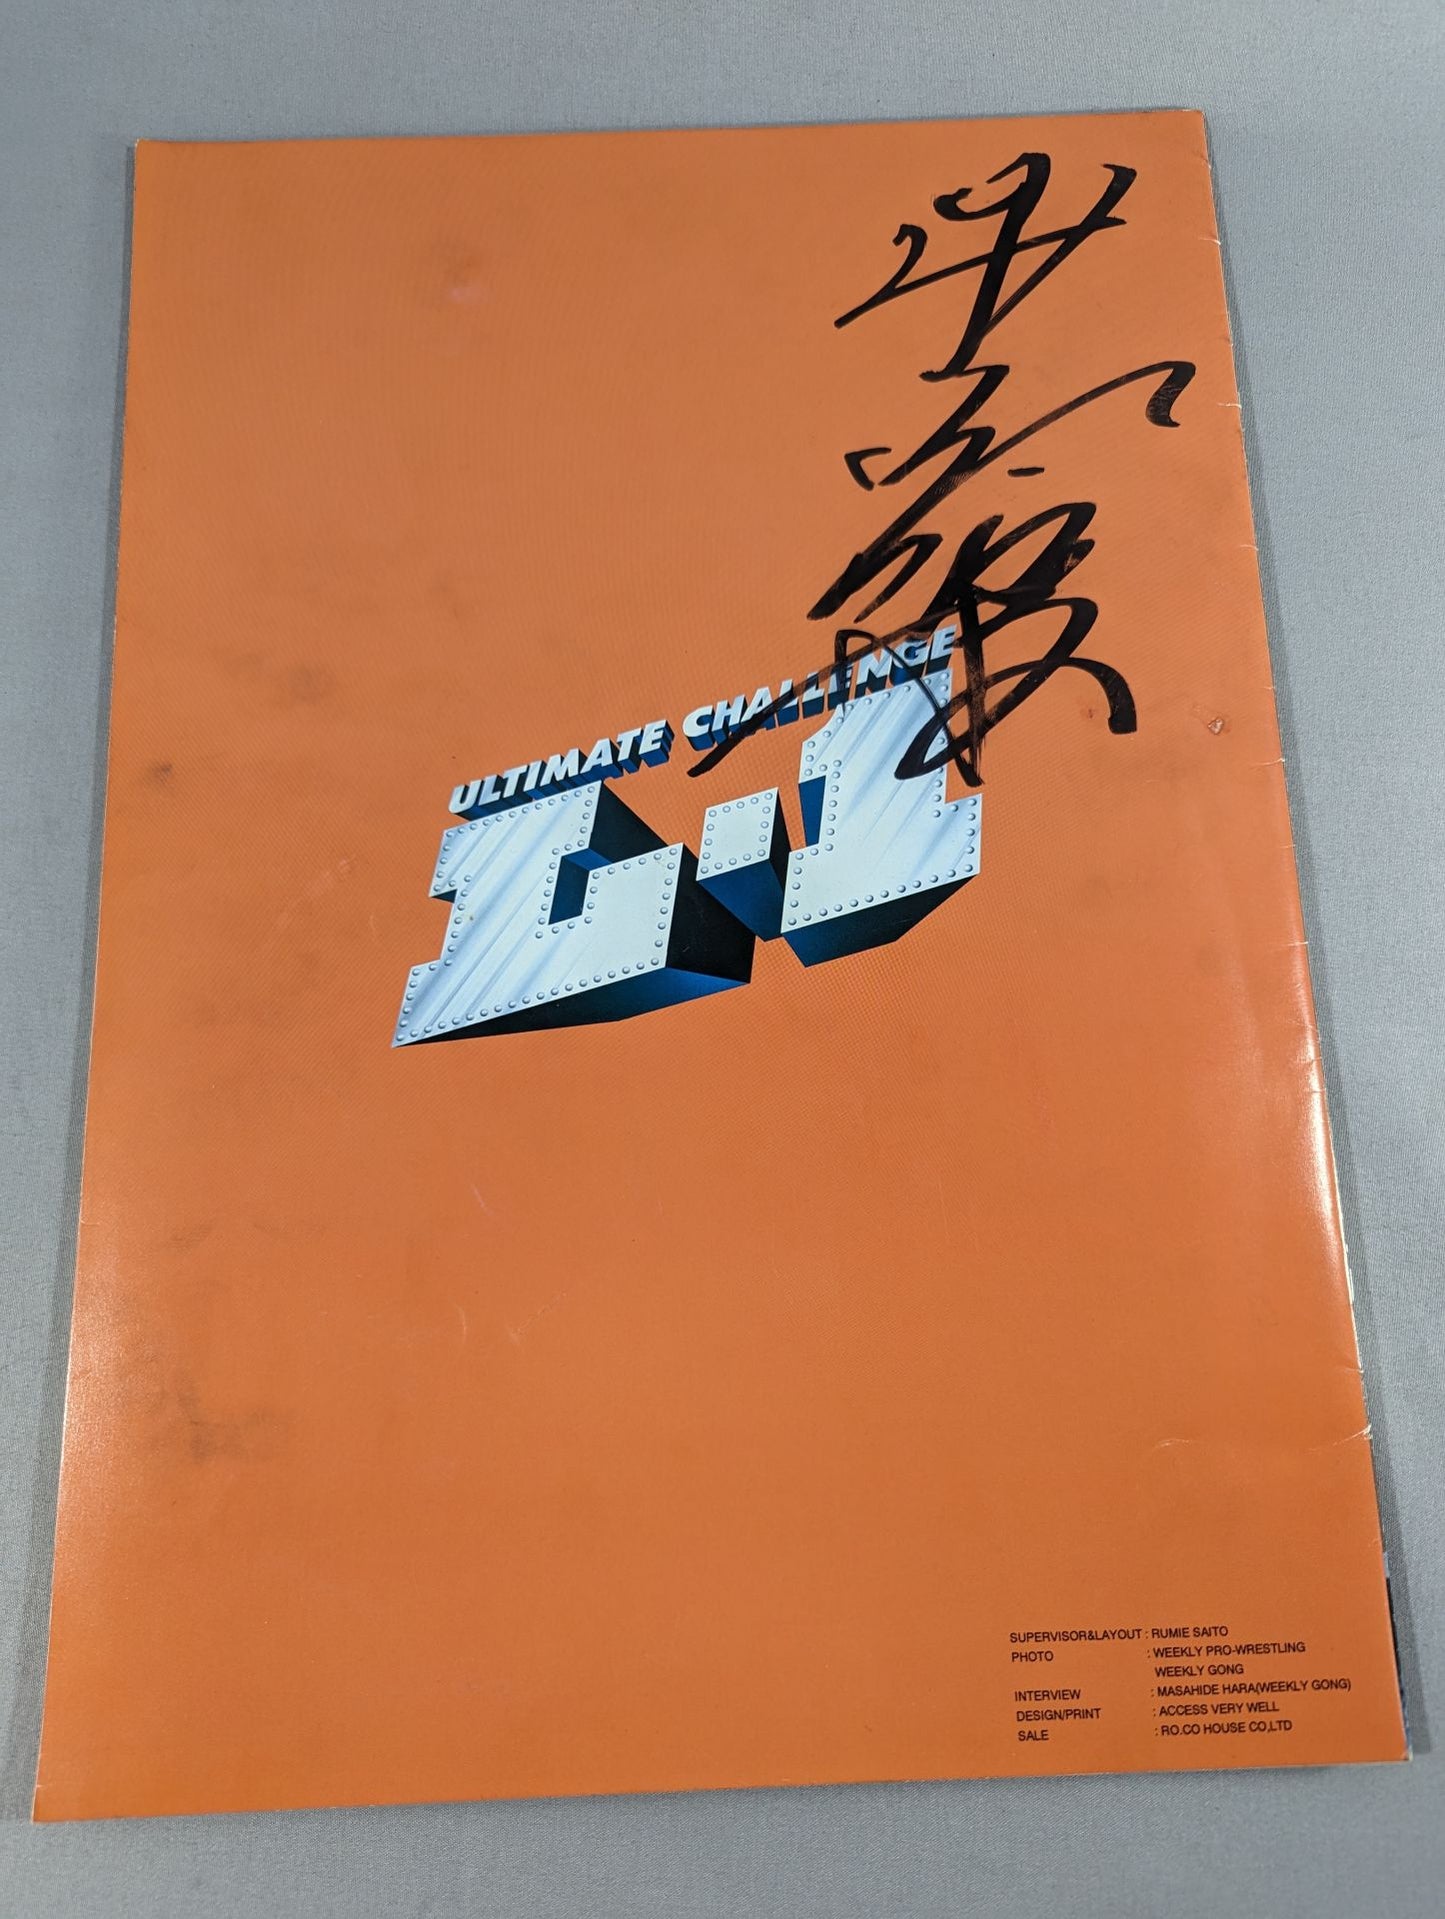 ULTIMATE CHALLENGE
L-1
SUPERVISOR&LAYOUT : RUMIE SAITO
PHOTO : WEEKLY PRO-WRESTLING
WEEKLY GONG
INTERVIEW : MASAHIDE HARA(WEEKLY GONG)
DESIGN/PRINT : ACCESS VERY WELL
SALE : RO.CO HOUSE CO,LTD